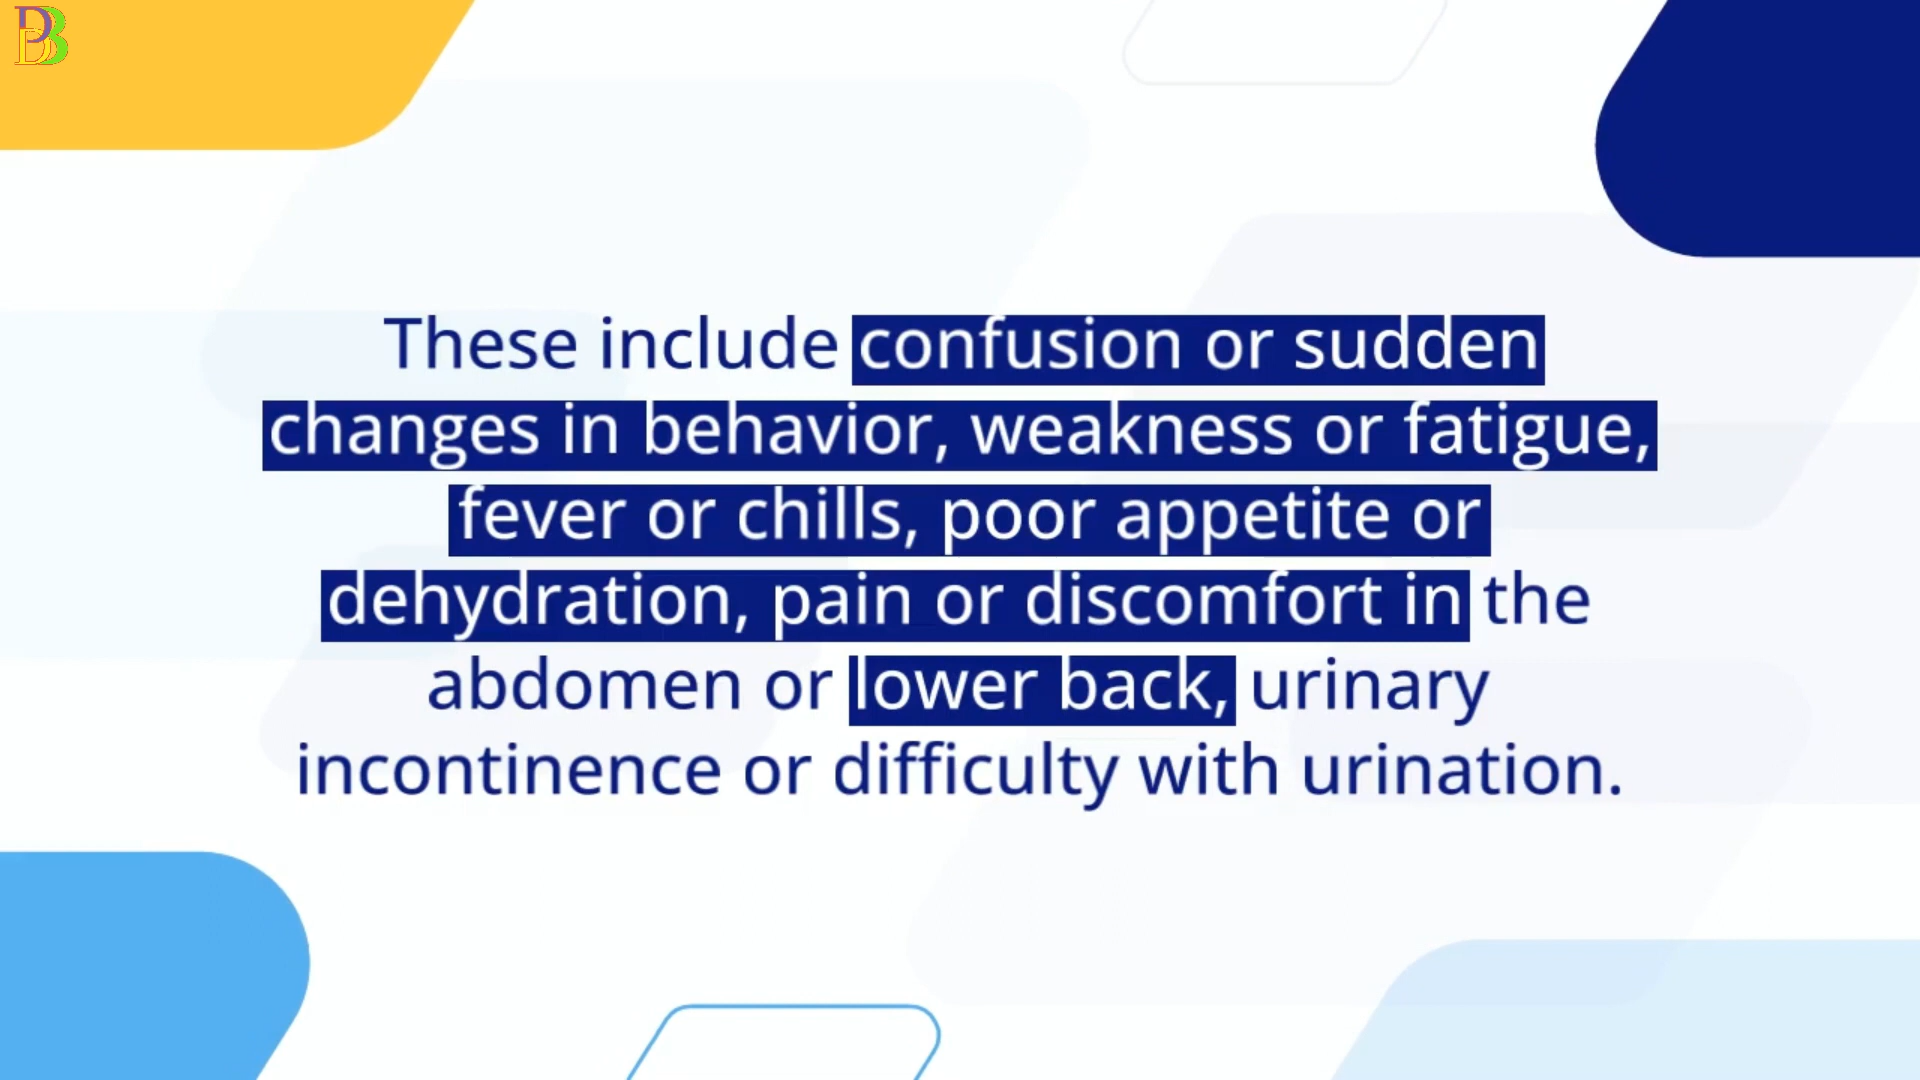 These include confusion or sudden
changes in behavior, weakness or fatigue,
fever or chills, poor appetite or
dehydration, pain or discomfort in the
abdomen or lower back, urinary
incontinence or difficulty with urination.